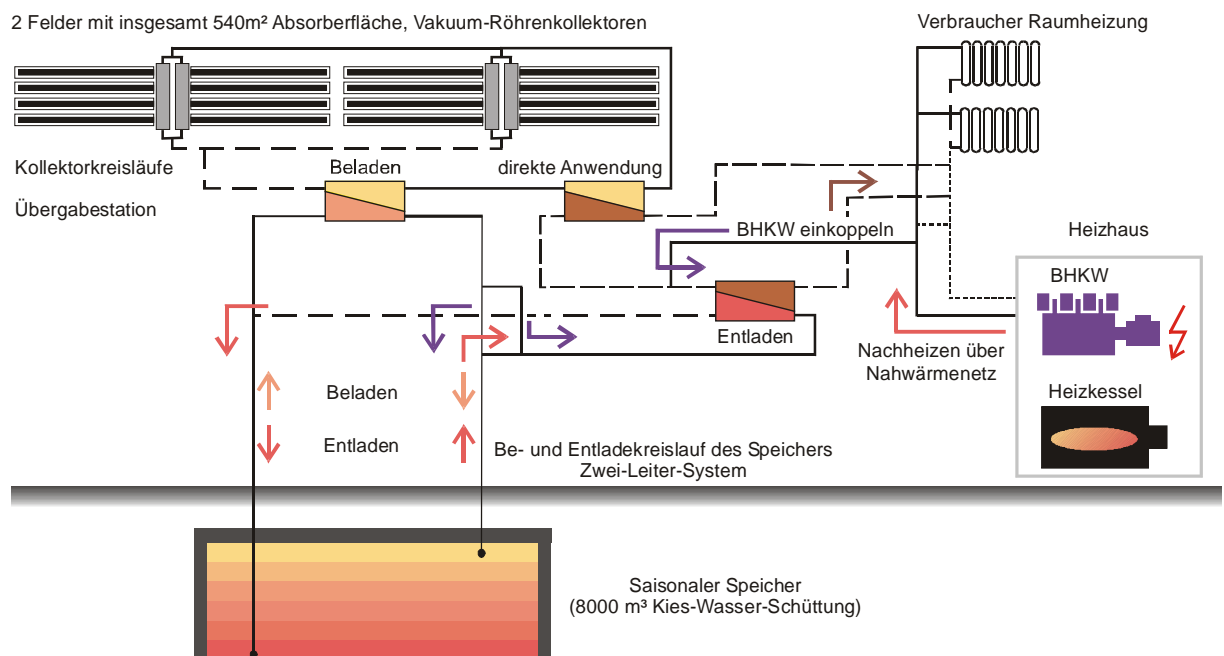 2 Felder mit insgesamt 540m² Absorberfläche, Vakuum-Röhrenkollektoren
Verbraucher Raumheizung
Kollektorkreisläufe
Beladen
direkte Anwendung
Übergabestation
BHKW einkoppeln
Heizhaus
BHKW
Entladen
Nachheizen über
Nahwärmenetz
Heizkessel
Beladen
Entladen
Be- und Entladekreislauf des Speichers
Zwei-Leiter-System
Saisonaler Speicher
(8000 m³ Kies-Wasser-Schüttung)